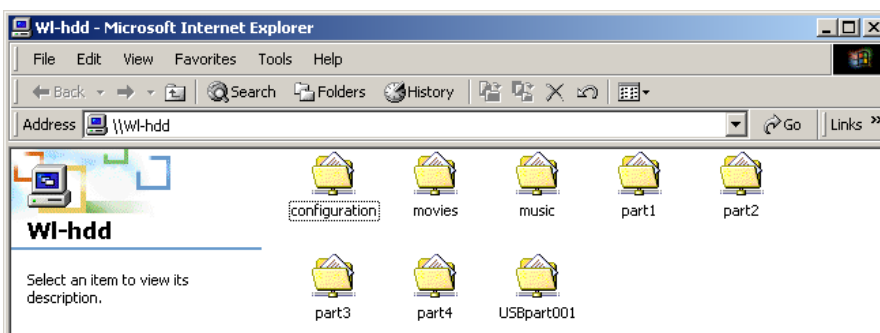 Wl-hdd - Microsoft Internet Explorer
File Edit View Favorites Tools Help
Back Search Folders History
Address \\Wl-hdd Go Links »
configuration movies music part1 part2
Wl-hdd
Select an item to view its
description.
part3 part4 USBpart001